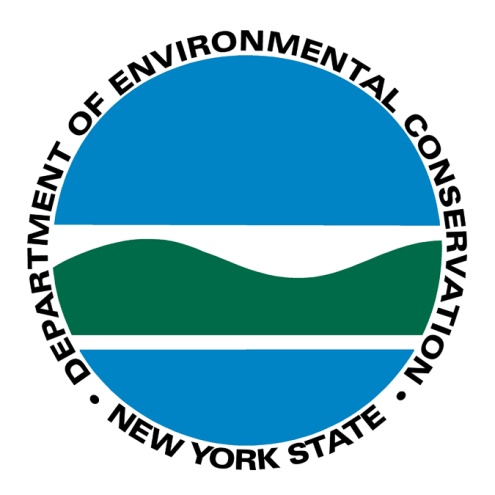 DEPARTMENT OF ENVIRONMENTAL CONSERVATION
• NEW YORK STATE •